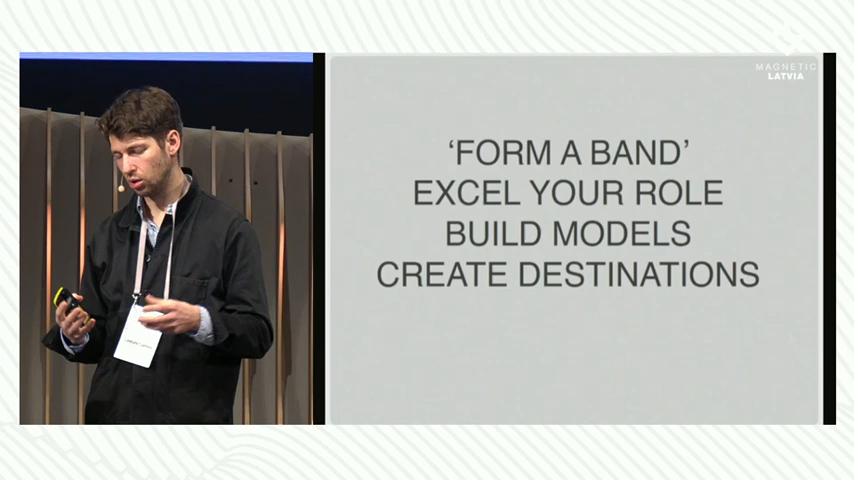 MAGNETIC
LATVIA
‘FORM A BAND’
EXCEL YOUR ROLE
BUILD MODELS
CREATE DESTINATIONS